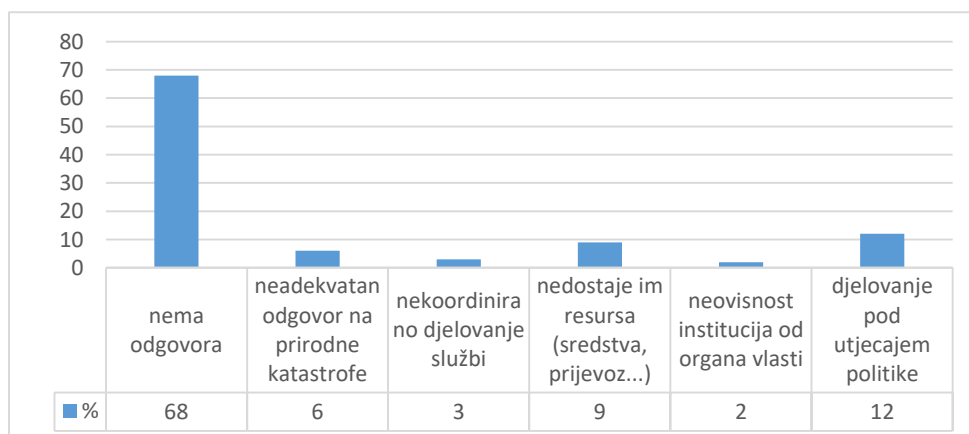 80
70
60
50
40
30
20
10
0
nema
odgovora
neadekvatan
odgovor na
prirodne
katastrofe
nekoordinira
no djelovanje
službi
nedostaje im
resursa
(sredstva,
prijevoz...)
neovisnost
institucija od
organa vlasti
djelovanje
pod
utjecajem
politike
% 68 6 3 9 2 12